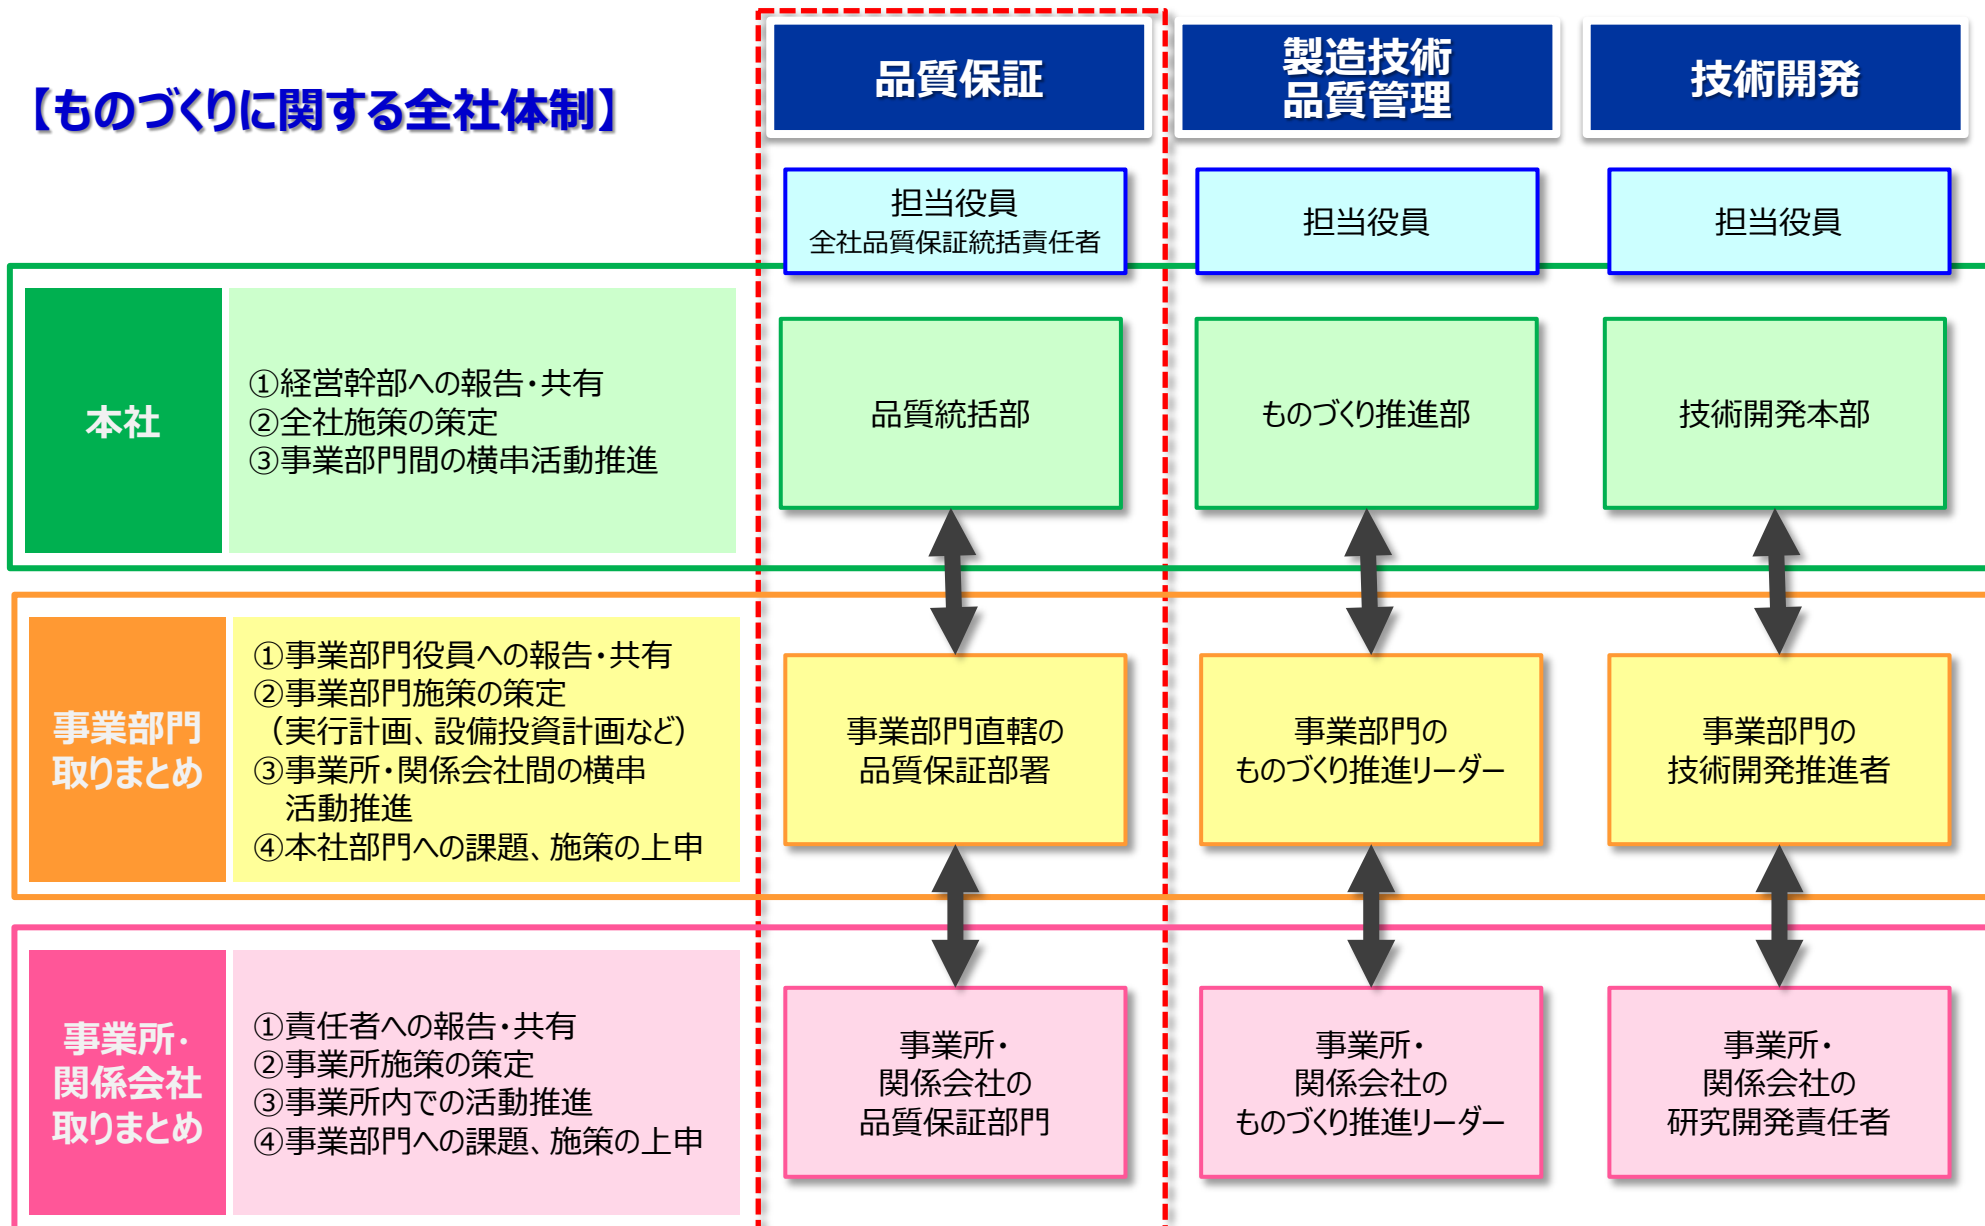 【ものづくりに関する全社体制】
品質保証
製造技術
品質管理
技術開発
担当役員
全社品質保証統括責任者
担当役員
担当役員
本社
①経営幹部への報告・共有
②全社施策の策定
③事業部門間の横串活動推進
品質統括部
ものづくり推進部
技術開発本部
事業部門
取りまとめ
①事業部門役員への報告・共有
②事業部門施策の策定
（実行計画、設備投資計画など）
③事業所・関係会社間の横串
活動推進
④本社部門への課題、施策の上申
事業部門直轄の
品質保証部署
事業部門の
ものづくり推進リーダー
事業部門の
技術開発推進者
事業所・
関係会社
取りまとめ
①責任者への報告・共有
②事業所施策の策定
③事業所内での活動推進
④事業部門への課題、施策の上申
事業所・
関係会社の
品質保証部門
事業所・
関係会社の
ものづくり推進リーダー
事業所・
関係会社の
研究開発責任者